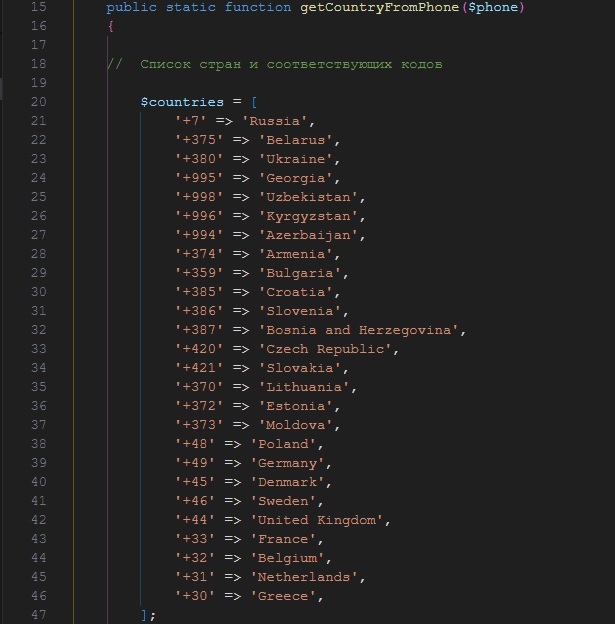 15 public static function getCountryFromPhone($phone)
16 {
17
18 // Список стран и соответствующих кодов
19
20 $countries = [
21 '+7' => 'Russia',
22 '+375' => 'Belarus',
23 '+380' => 'Ukraine',
24 '+995' => 'Georgia',
25 '+998' => 'Uzbekistan',
26 '+996' => 'Kyrgyzstan',
27 '+994' => 'Azerbaijan',
28 '+374' => 'Armenia',
29 '+359' => 'Bulgaria',
30 '+385' => 'Croatia',
31 '+386' => 'Slovenia',
32 '+387' => 'Bosnia and Herzegovina',
33 '+420' => 'Czech Republic',
34 '+421' => 'Slovakia',
35 '+370' => 'Lithuania',
36 '+372' => 'Estonia',
37 '+373' => 'Moldova',
38 '+48' => 'Poland',
39 '+49' => 'Germany',
40 '+45' => 'Denmark',
41 '+46' => 'Sweden',
42 '+44' => 'United Kingdom',
43 '+33' => 'France',
44 '+32' => 'Belgium',
45 '+31' => 'Netherlands',
46 '+30' => 'Greece',
47 ];